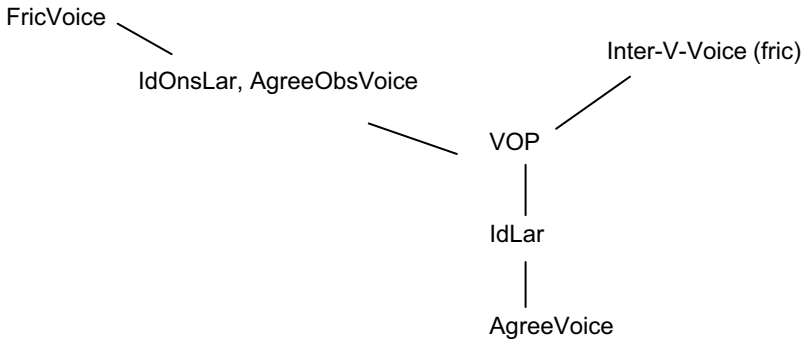 FricVoice
Inter-V-Voice (fric)
IdOnsLar, AgreeObsVoice
VOP
IdLar
AgreeVoice